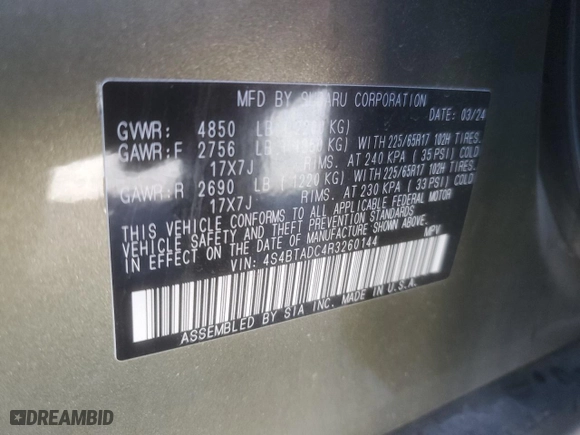 MFD BY SUBARU CORPORATION
DATE: 03/24
GVWR: 4850 LB ( KG)
GAWR:F 2756 LB ( KG) WITH 225/65R17 102H TIRES.
17X7J RIMS. AT 240 KPA ( 35 PSI) COLD
GAWR:R 2690 LB ( 1220 KG) WITH 225/65R17 102H TIRES.
17X7J RIMS. AT 230 KPA ( 33 PSI) COLD
THIS VEHICLE CONFORMS TO ALL APPLICABLE FEDERAL MOTOR
VEHICLE SAFETY AND THEFT PREVENTION STANDARDS
IN EFFECT ON THE DATE OF MANUFACTURE SHOWN ABOVE.
VIN: 4S4BTADC4R3260144 MPV
ASSEMBLED BY SIA INC. MADE IN U.S.A.
DREAMBID